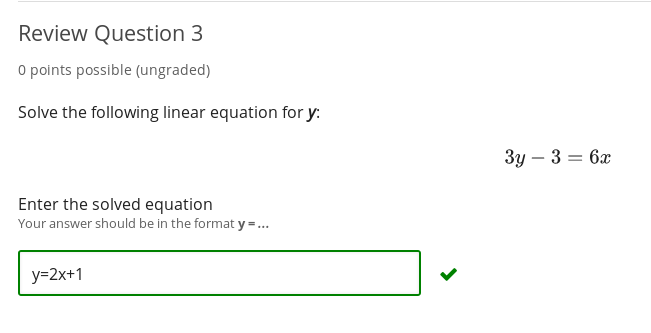 Review Question 3
0 points possible (ungraded)
Solve the following linear equation for y:
3y − 3 = 6x
Enter the solved equation
Your answer should be in the format y = ...
y=2x+1